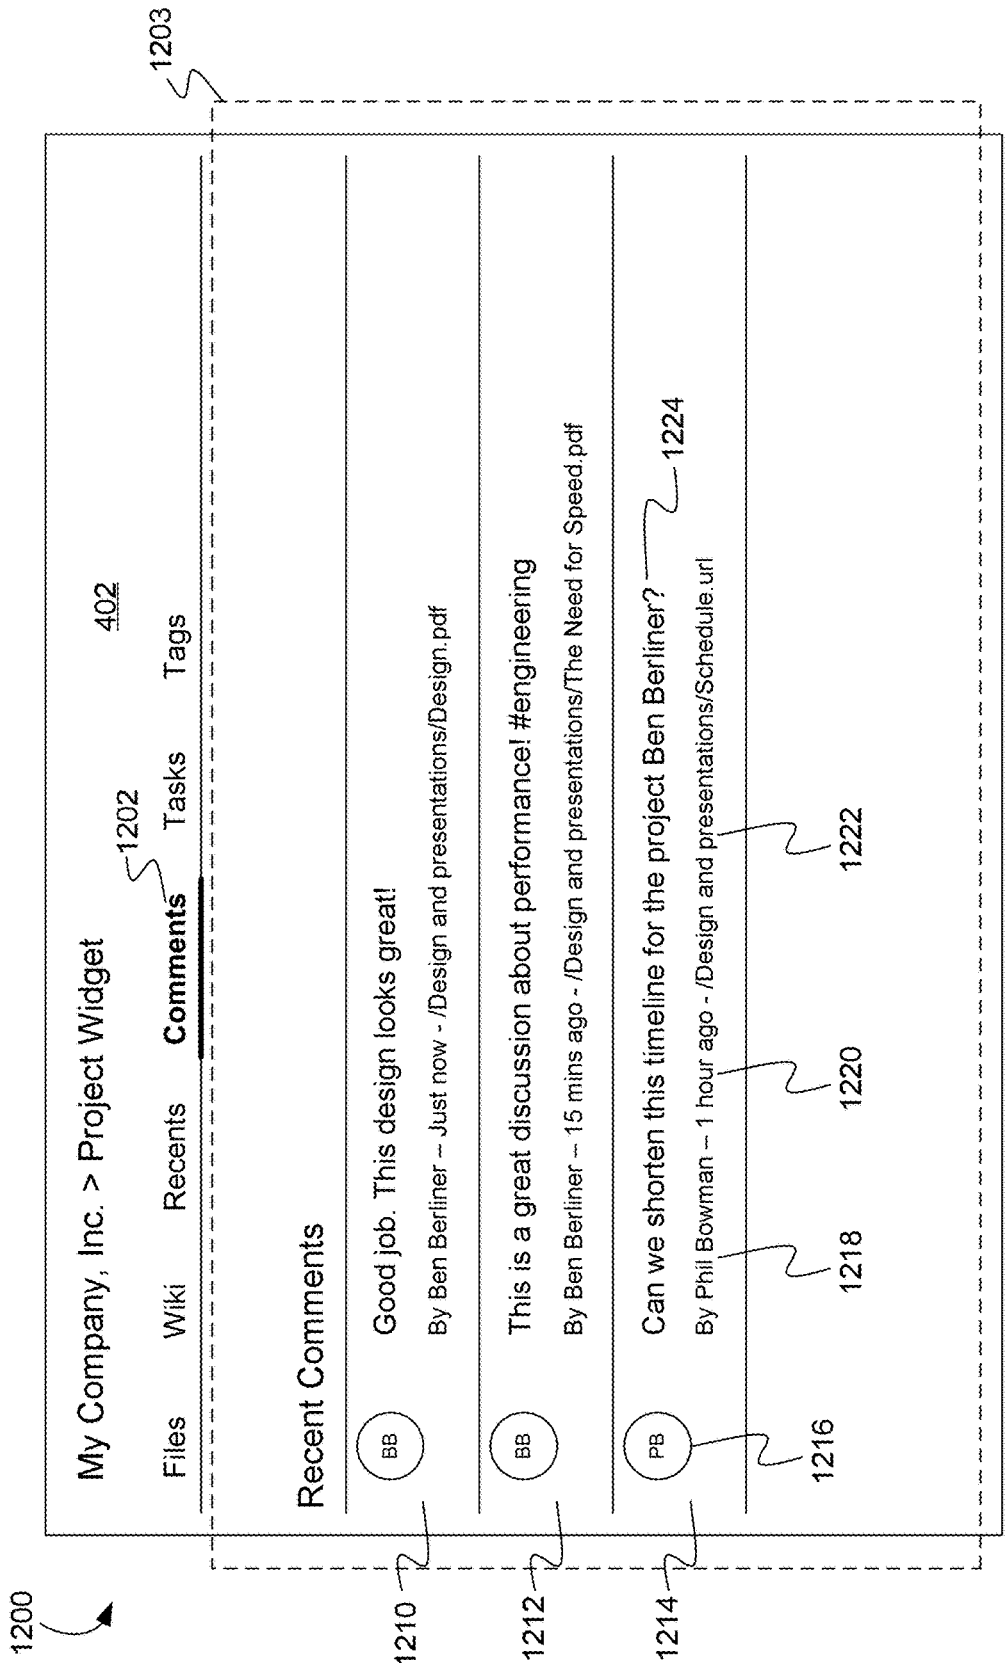 1200
1203
My Company, Inc. > Project Widget
402
1202
Files Wiki Recents Comments Tasks Tags
Recent Comments
1210
BB
Good job. This design looks great!
By Ben Berliner – Just now - /Design and presentations/Design.pdf
1212
BB
This is a great discussion about performance! #engineering
By Ben Berliner – 15 mins ago - /Design and presentations/The Need for Speed.pdf
1214
PB
Can we shorten this timeline for the project Ben Berliner?
1224
By Phil Bowman – 1 hour ago - /Design and presentations/Schedule.url
1216
1218
1220
1222